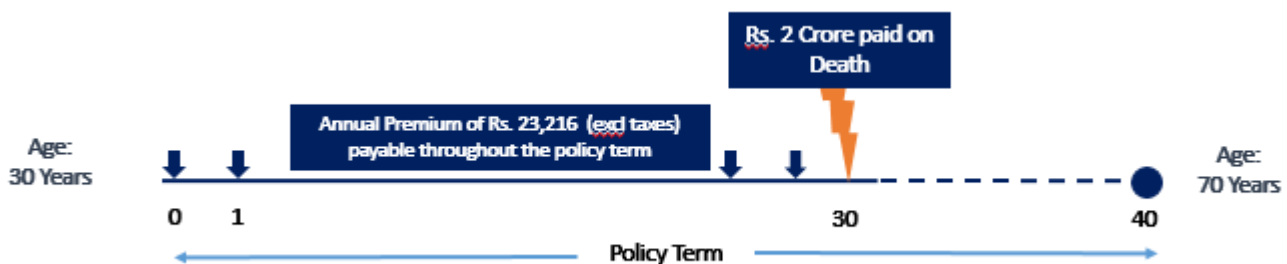 Rs. 2 Crore paid on
Death
Annual Premium of Rs. 23,216 (excl taxes)
payable throughout the policy term
Age:
30 Years
Age:
70 Years
0
1
30
40
Policy Term